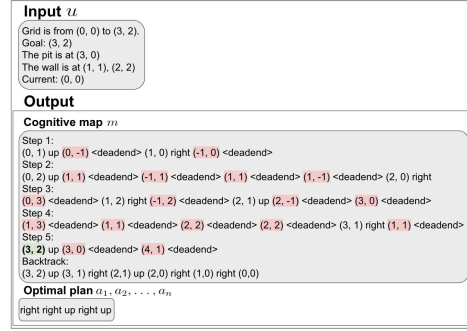 Input u
Grid is from (0, 0) to (3, 2).
Goal: (3, 2)
The pit is at (3, 0)
The wall is at (1, 1), (2, 2)
Current: (0, 0)
Output
Cognitive map m
Step 1:
(0, 1) up (0, -1) <deadend> (1, 0) right (-1, 0) <deadend>
Step 2:
(0, 2) up (1, 1) <deadend> (-1, 1) <deadend> (1, 1) <deadend> (1, -1) <deadend> (2, 0) right
Step 3:
(0, 3) <deadend> (1, 2) right (-1, 2) <deadend> (2, 1) up (2, -1) <deadend> (3, 0) <deadend>
Step 4:
(1, 3) <deadend> (1, 1) <deadend> (2, 2) <deadend> (2, 2) <deadend> (3, 1) right (1, 1) <deadend>
Step 5:
(3, 2) up (3, 0) <deadend> (4, 1) <deadend>
Backtrack:
(3, 2) up (3, 1) right (2,1) up (2,0) right (1,0) right (0,0)
Optimal plan a₁, a₂, . . . , aₙ
right right up right up